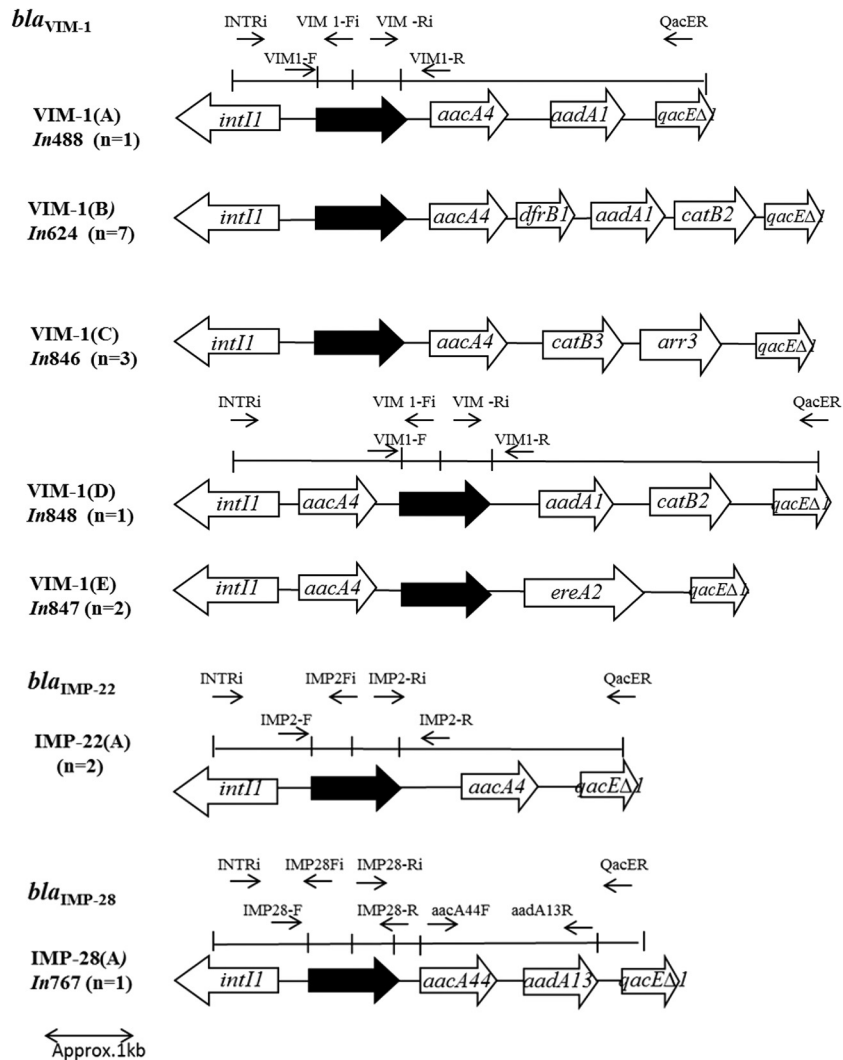 blaVIM-1
INTRi VIM 1-Fi VIM -Ri QacER
VIM1-F VIM1-R
VIM-1(A)
In488 (n=1)
intI1 aacA4 aadA1 qacEΔ1
VIM-1(B)
In624 (n=7)
intI1 aacA4 dfrB1 aadA1 catB2 qacEΔ1
VIM-1(C)
In846 (n=3)
intI1 aacA4 catB3 arr3 qacEΔ1
INTRi VIM 1-Fi VIM -Ri QacER
VIM1-F VIM1-R
VIM-1(D)
In848 (n=1)
intI1 aacA4 aadA1 catB2 qacEΔ1
VIM-1(E)
In847 (n=2)
intI1 aacA4 ereA2 qacEΔ1
blaIMP-22
INTRi IMP2Fi IMP2-Ri QacER
IMP2-F IMP2-R
IMP-22(A)
(n=2)
intI1 aacA4 qacEΔ1
blaIMP-28
INTRi IMP28Fi IMP28-Ri QacER
IMP28-F IMP28-R aacA44F aadA13R
IMP-28(A)
In767 (n=1)
intI1 aacA44 aadA13 qacEΔ1
Approx.1kb